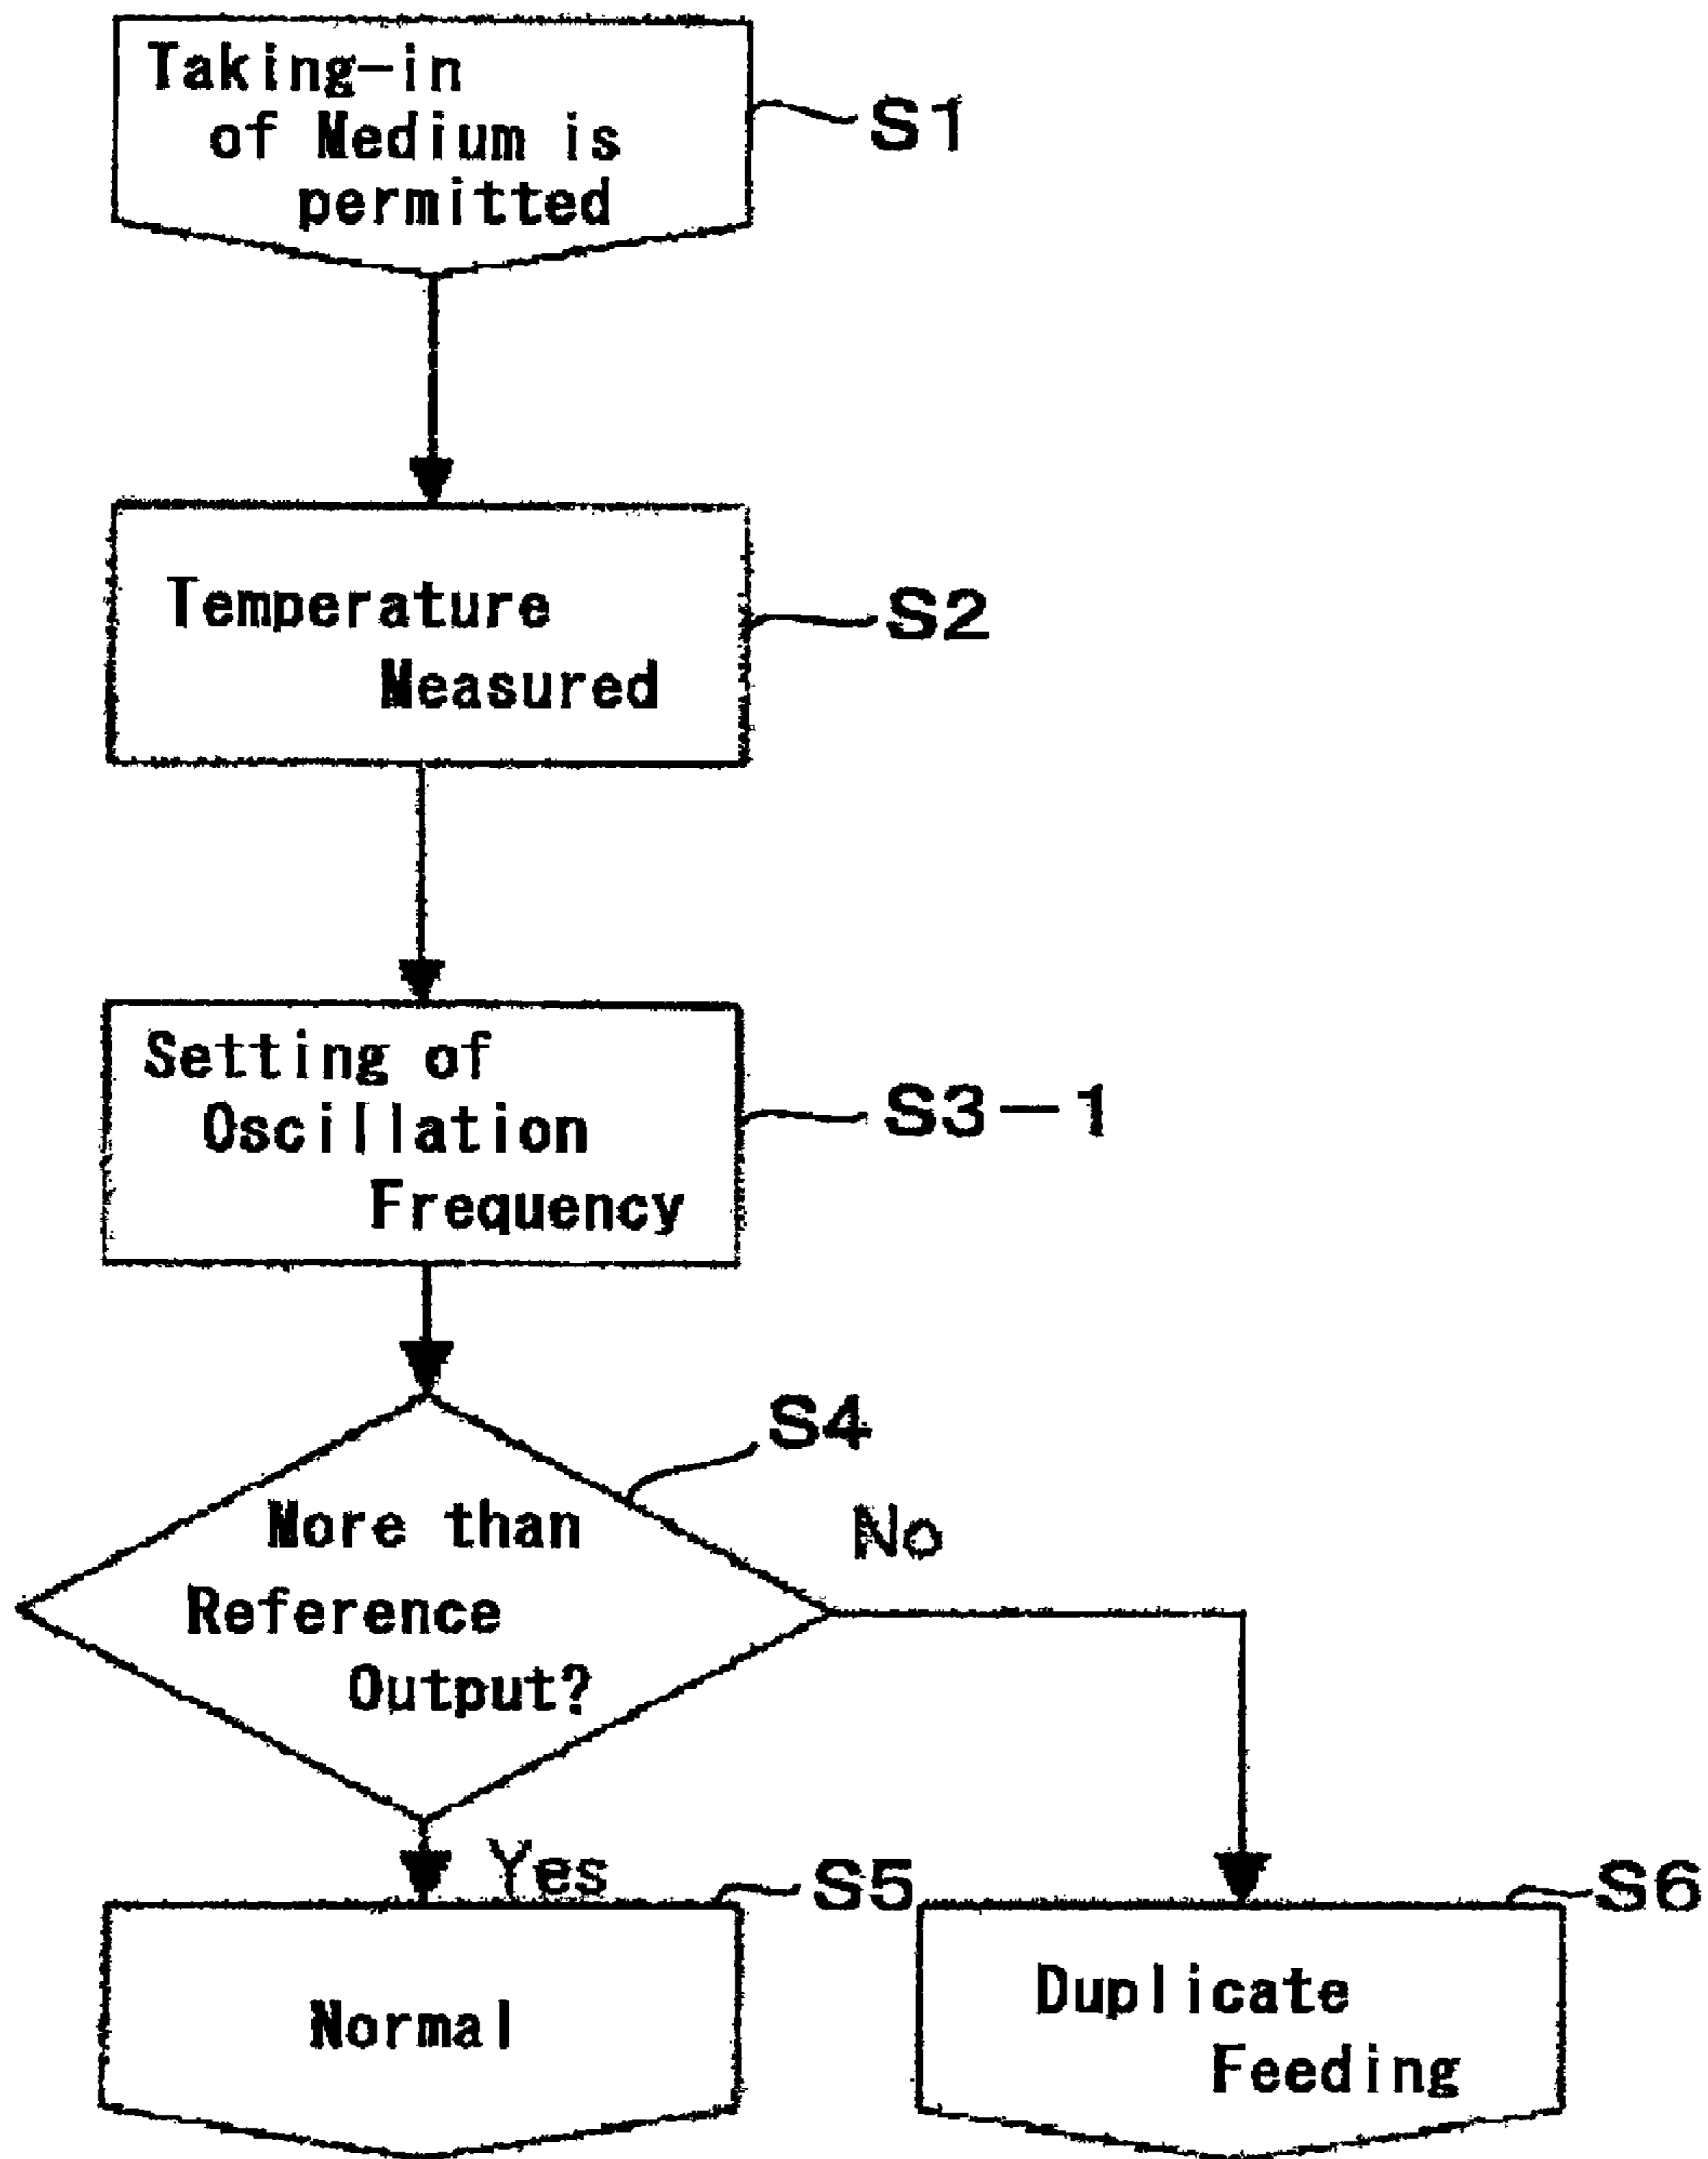 Taking-in
of Medium is
permitted
S1
Temperature
Measured
S2
Setting of
Oscillation
Frequency
S3-1
S4
More than
Reference
Output?
No
Yes
S5
S6
Normal
Duplicate
Feeding